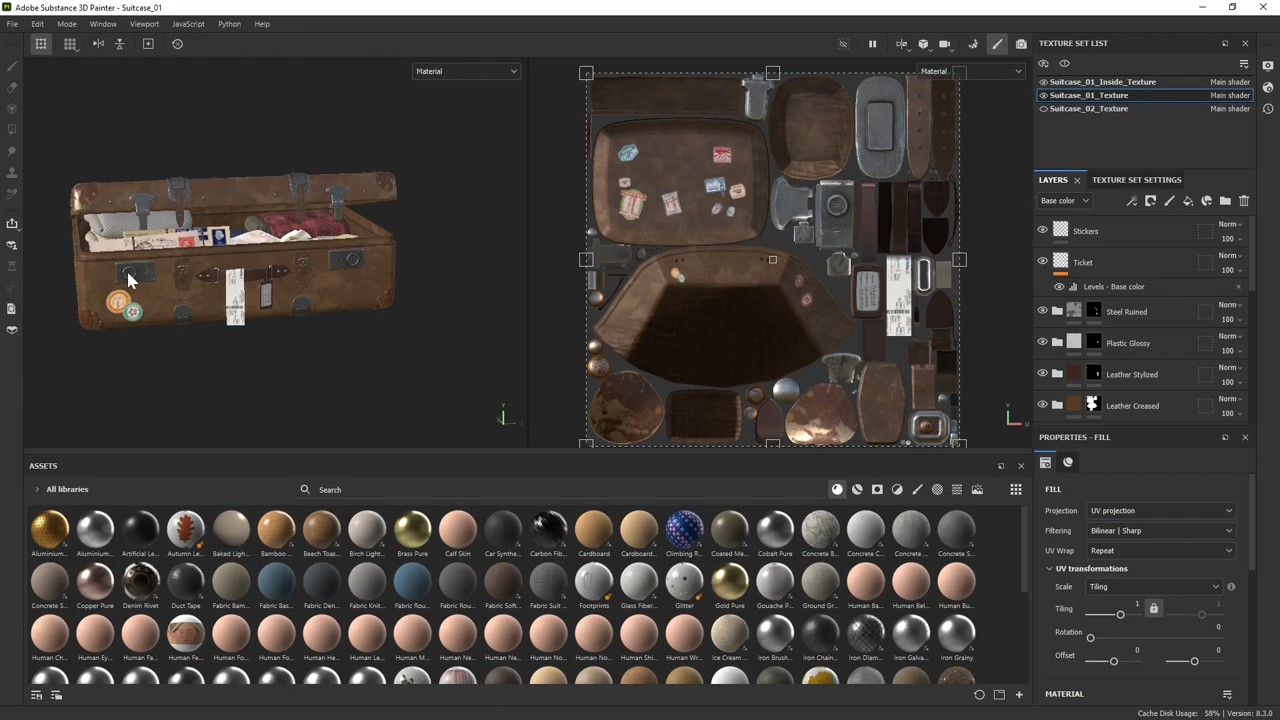 Adobe Substance 3D Painter - Suitcase_01
File Edit Mode Window Viewport JavaScript Python Help
Material
Material
TEXTURE SET LIST
Suitcase_01_Inside_Texture Main shader
Suitcase_01_Texture Main shader
Suitcase_02_Texture Main shader
LAYERS TEXTURE SET SETTINGS
Base color
Stickers Norm 100
Ticket Norm 100
Levels - Base color
Steel Ruined Norm 100
Plastic Glossy Norm 100
Leather Stylized Norm 100
Leather Creased Norm 100
PROPERTIES - FILL
FILL
Projection UV projection
Filtering Bilinear | Sharp
UV Wrap Repeat
UV transformations
Scale Tiling
Tiling 1 1
Rotation 0
Offset 0 0
MATERIAL
ASSETS
All libraries Search
Aluminium... Aluminium... Artificial Le... Autumn Le... Baked Ligh... Bamboo ... Beech Toas... Birch Light... Brass Pure Calf Skin Car Synthe... Carbon Fib... Cardboard Cardboard... Climbing R... Coated Me... Cobalt Pure Concrete B... Concrete C... Concrete ... Concrete S...
Concrete S... Copper Pure Denim Rivet Duct Tape Fabric Bam... Fabric Bas... Fabric Den... Fabric Knit... Fabric Rou... Fabric Rou... Fabric Soft... Fabric Suit ... Footprints Glass Fiber... Glitter Gold Pure Gouache P... Ground Gr... Human Ba... Human Bel... Human Bu...
Human Ch... Human Ey... Human Fa... Human Fe... Human Fo... Human Fo... Human He... Human Le... Human M... Human Ne... Human Ne... Human No... Human No... Human Shi... Human Wr... Ice Cream ... Iron Brush... Iron Chain... Iron Diam... Iron Galva... Iron Grainy
Cache Disk Usage: 58% | Version: 8.3.0